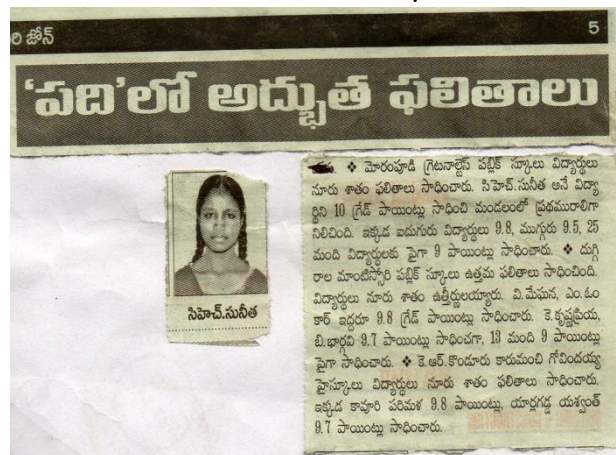 రి జోన్
5
'పది'లో అద్భుత ఫలితాలు
సిహెచ్.సునీత
❖ మోరంపూడి గ్రెటనాల్టెస్ పబ్లిక్ స్కూలు విద్యార్థులు
నూరు శాతం ఫలితాలు సాధించారు. సిహెచ్.సునీత అనే విద్యా
ర్థిని 10 గ్రేడ్ పాయింట్లు సాధించి మండలంలో ప్రథమురాలిగా
నిలిచింది. ఇక్కడ ఐదుగురు విద్యార్థులు 9.8, ముగ్గురు 9.5, 25
మంది విద్యార్థులకు పైగా 9 పాయింట్లు సాధించారు. ❖ దుగ్గి
రాల మాంటిస్సోరి పబ్లిక్ స్కూలు ఉత్తమ ఫలితాలు సాధించింది.
విద్యార్థులు నూరు శాతం ఉత్తీర్ణులయ్యారు. వి.మేఘన, ఎం.ఓం
కార్ ఇద్దరూ 9.8 గ్రేడ్ పాయింట్లు సాధించారు. కె.కృష్ణప్రియ,
బి.భార్గవి 9.7 పాయింట్లు సాధించగా, 13 మంది 9 పాయింట్లు
పైగా సాధించారు. ❖ కె.ఆర్.కొండూరు కారుమంచి గోవిందయ్య
హైస్కూలు విద్యార్థులు నూరు శాతం ఫలితాలు సాధించారు.
ఇక్కడ కావూరి పరిమళ 9.8 పాయింట్లు, యార్లగడ్డ యశ్వంత్
9.7 పాయింట్లు సాధించారు.